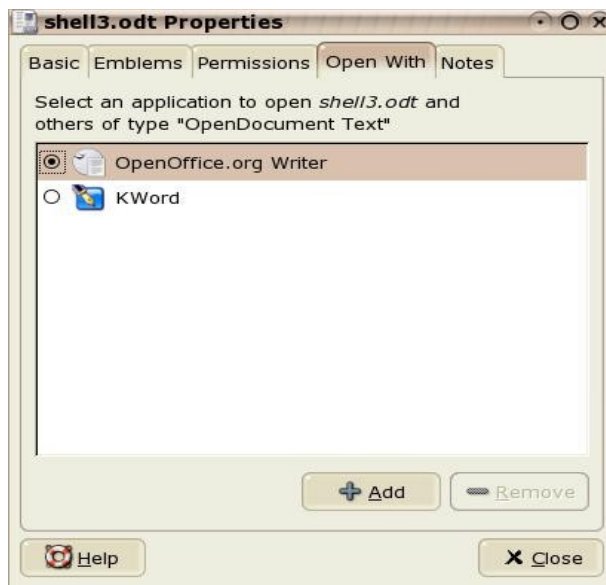 shell3.odt Properties
Basic Emblems Permissions Open With Notes
Select an application to open shell3.odt and
others of type "OpenDocument Text"
OpenOffice.org Writer
KWord
Add Remove
Help Close